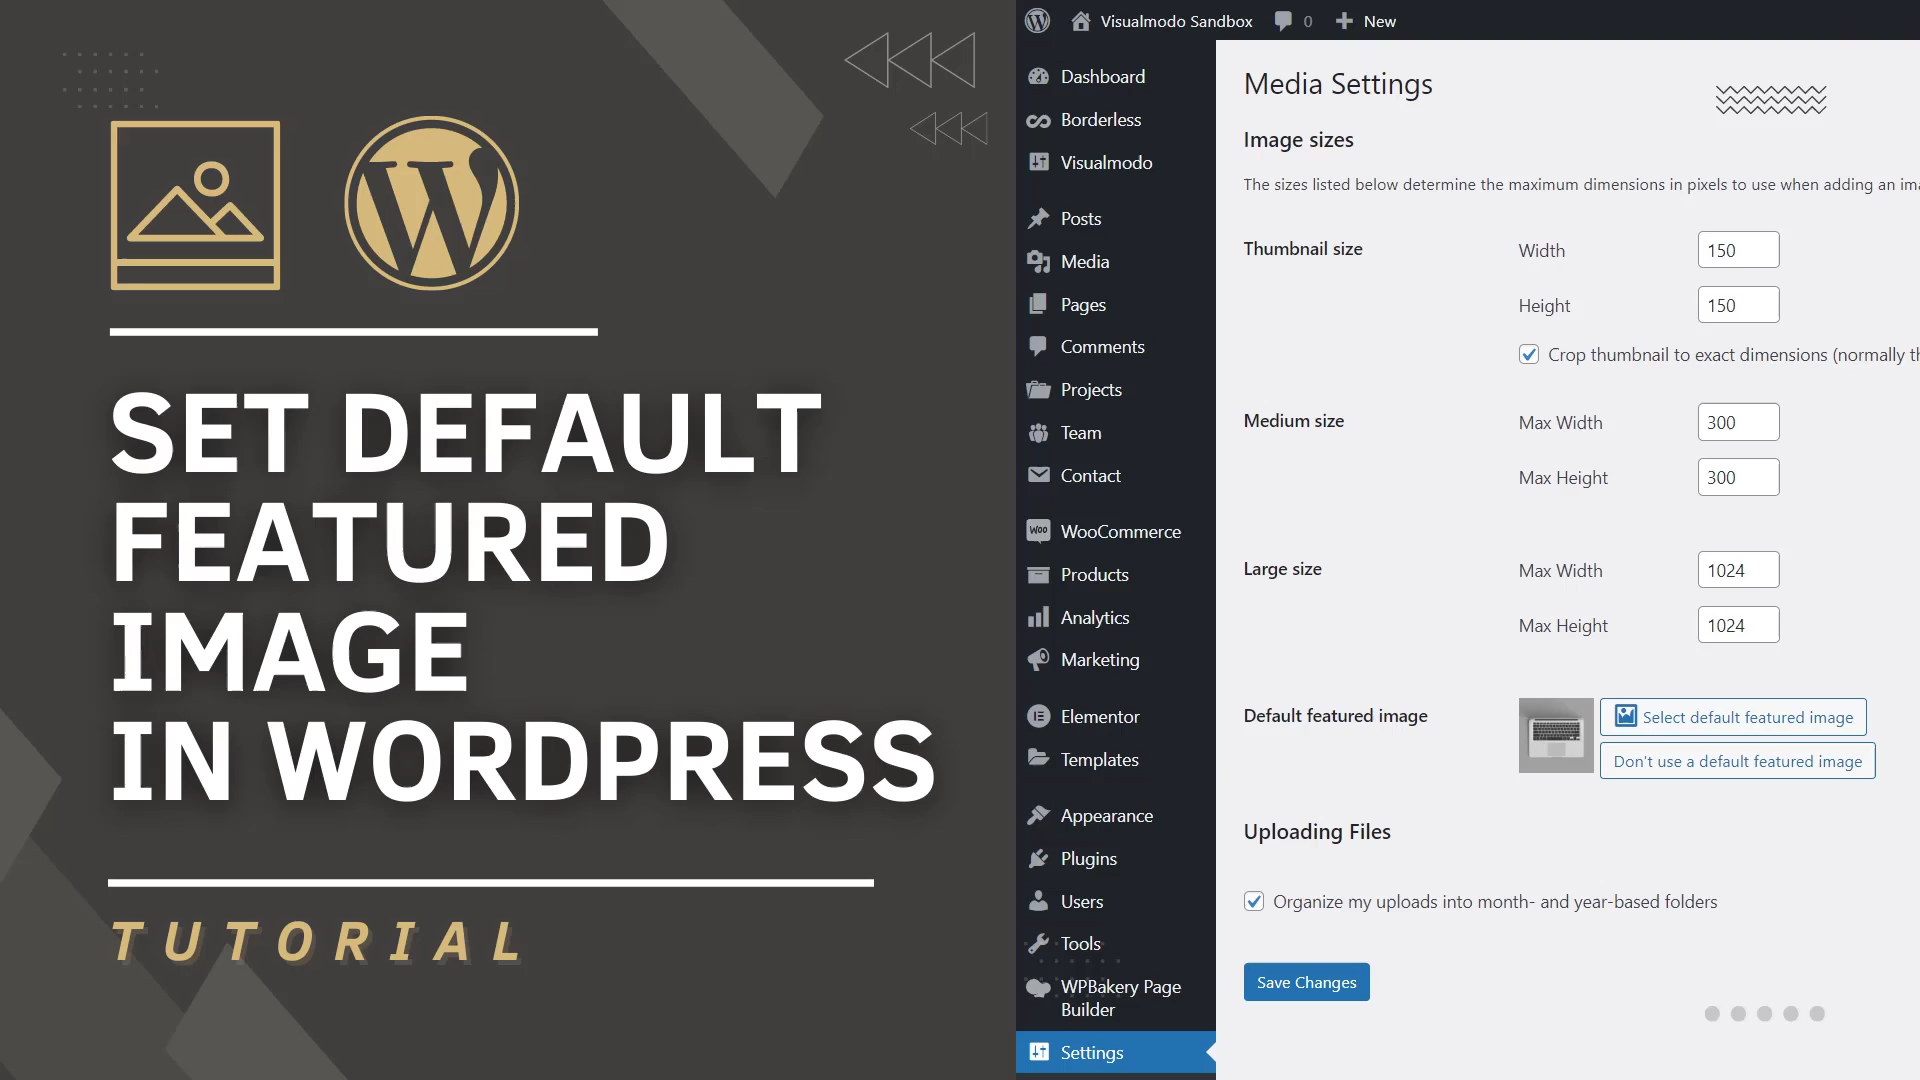 SET DEFAULT
FEATURED
IMAGE
IN WORDPRESS
TUTORIAL
Visualmodo Sandbox 0 New
Dashboard
Borderless
Visualmodo
Posts
Media
Pages
Comments
Projects
Team
Contact
Woo WooCommerce
Products
Analytics
Marketing
Elementor
Templates
Appearance
Plugins
Users
Tools
WPBakery Page
Builder
Settings
Media Settings
Image sizes
The sizes listed below determine the maximum dimensions in pixels to use when adding an
Thumbnail size Width 150
Height 150
Crop thumbnail to exact dimensions (normally
Medium size Max Width 300
Max Height 300
Large size Max Width 1024
Max Height 1024
Default featured image Select default featured image
Don't use a default featured image
Uploading Files
Organize my uploads into month- and year-based folders
Save Changes